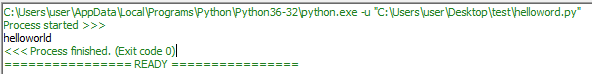 C:\Users\user\AppData\Local\Programs\Python\Python36-32\python.exe -u "C:\Users\user\Desktop\test\helloword.py"
Process started >>>
helloworld
<<< Process finished. (Exit code 0)
================ READY ================